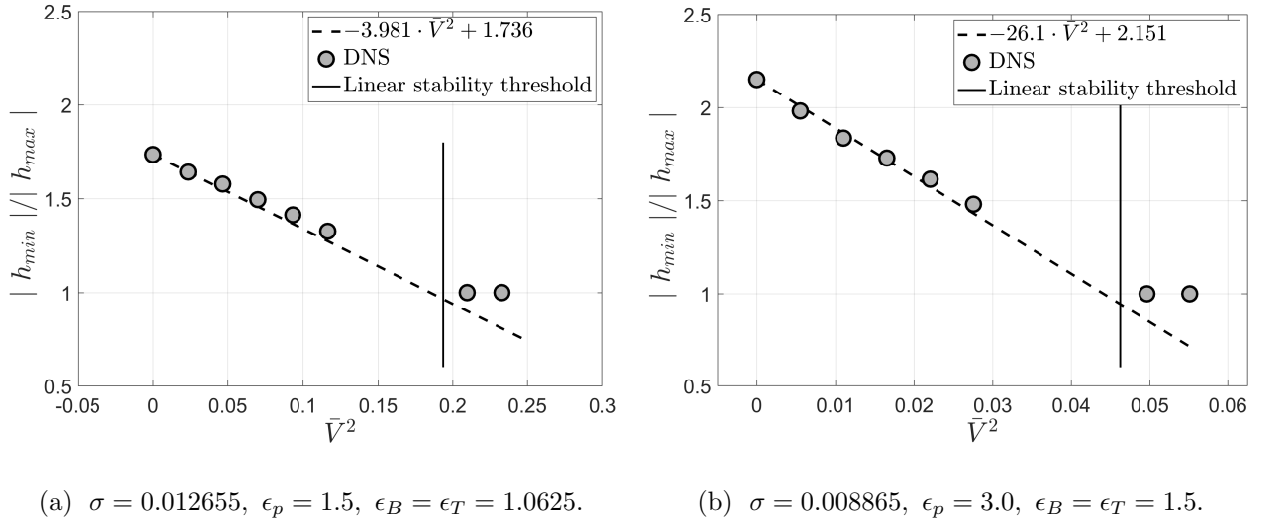 2.5
2
1.5
1
0.5
-0.05 0 0.05 0.1 0.15 0.2 0.25 0.3
| h_min |/| h_max |
V̄²
−3.981 · V̄² + 1.736
DNS
Linear stability threshold
(a) σ = 0.012655, ϵ_p = 1.5, ϵ_B = ϵ_T = 1.0625.
2.5
2
1.5
1
0.5
0 0.01 0.02 0.03 0.04 0.05 0.06
| h_min |/| h_max |
V̄²
−26.1 · V̄² + 2.151
DNS
Linear stability threshold
(b) σ = 0.008865, ϵ_p = 3.0, ϵ_B = ϵ_T = 1.5.